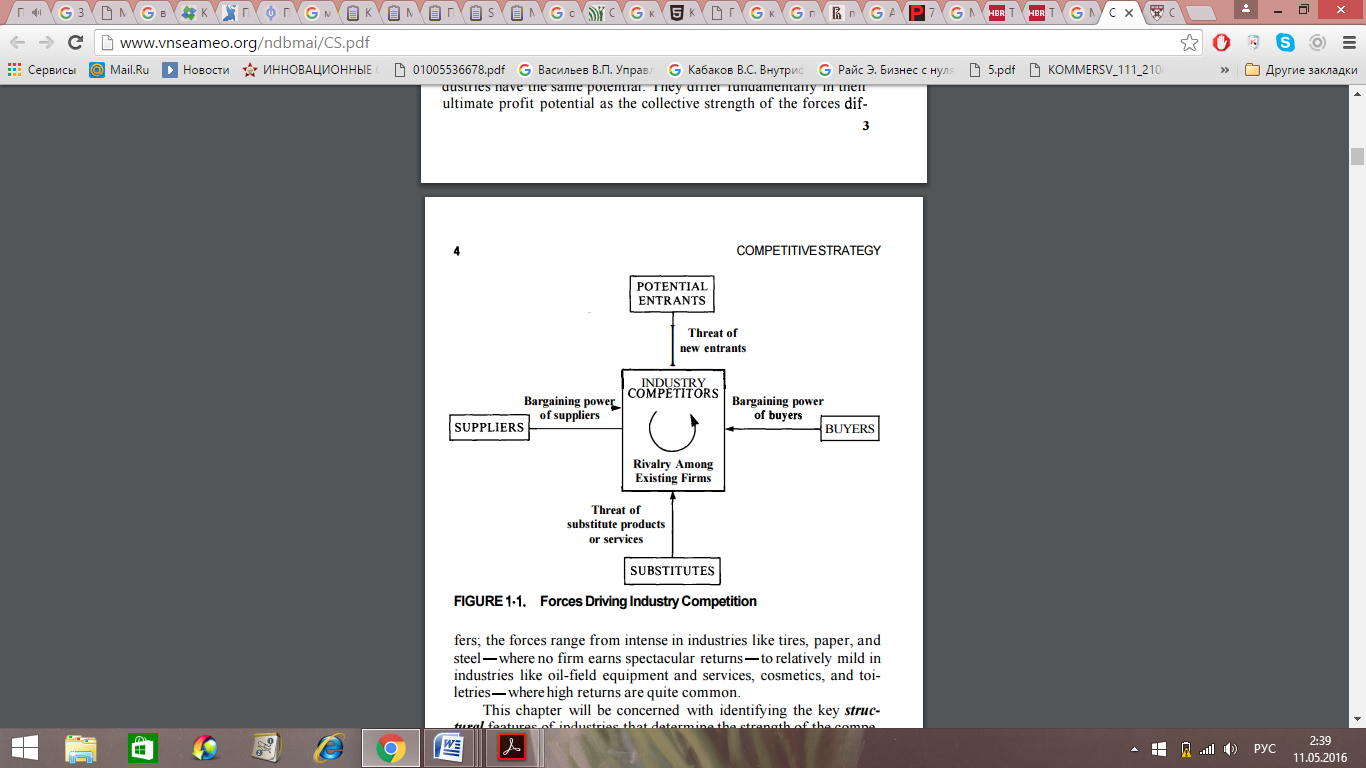 www.vnseameo.org/ndbmai/CS.pdf
Сервисы
Mail.Ru
Новости
ИННОВАЦИОННЫЕ
01005536678.pdf
Васильев В.П. Управл
Кабаков В.С. Внутриф
Райс Э. Бизнес с нуля
5.pdf
KOMMERSV_111_210
»
Другие закладки
dustries have the same potential. They differ fundamentally in their
ultimate profit potential as the collective strength of the forces dif-
3
4
COMPETITIVE STRATEGY
POTENTIAL
ENTRANTS
Threat of
new entrants
INDUSTRY
COMPETITORS
Bargaining power
of suppliers
Bargaining power
of buyers
SUPPLIERS
BUYERS
Rivalry Among
Existing Firms
Threat of
substitute products
or services
SUBSTITUTES
FIGURE 1-1. Forces Driving Industry Competition
fers; the forces range from intense in industries like tires, paper, and
steel—where no firm earns spectacular returns—to relatively mild in
industries like oil-field equipment and services, cosmetics, and toi-
letries—where high returns are quite common.
This chapter will be concerned with identifying the key struc-
tural features of industries that determine the strength of the compe-
РУС
2:39
11.05.2016